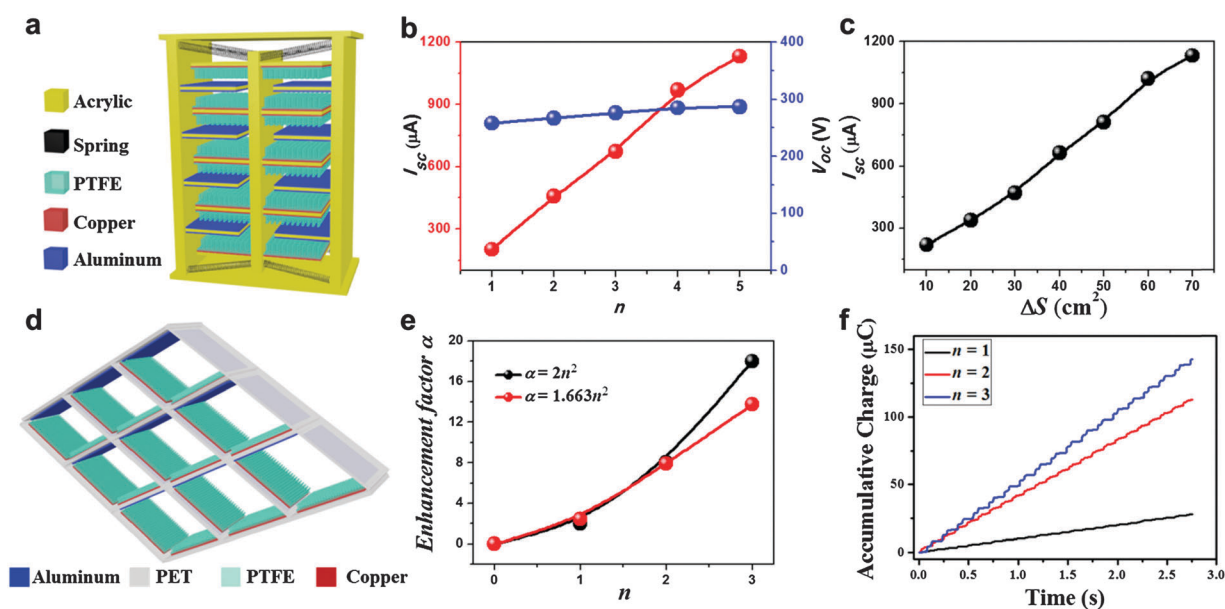 a
Acrylic
Spring
PTFE
Copper
Aluminum
b
1200
900
600
300
I_SC (μA)
400
300
200
100
0
V_OC (V)
1 2 3 4 5
n
c
1200
900
600
300
I_SC (μA)
10 20 30 40 50 60 70
ΔS (cm²)
d
Aluminum PET PTFE Copper
e
20
16
12
8
4
0
Enhancement factor α
α = 2n²
α = 1.663n²
0 1 2 3
n
f
150
100
50
0
Accumulative Charge (μC)
n = 1
n = 2
n = 3
0.0 0.5 1.0 1.5 2.0 2.5 3.0
Time (s)